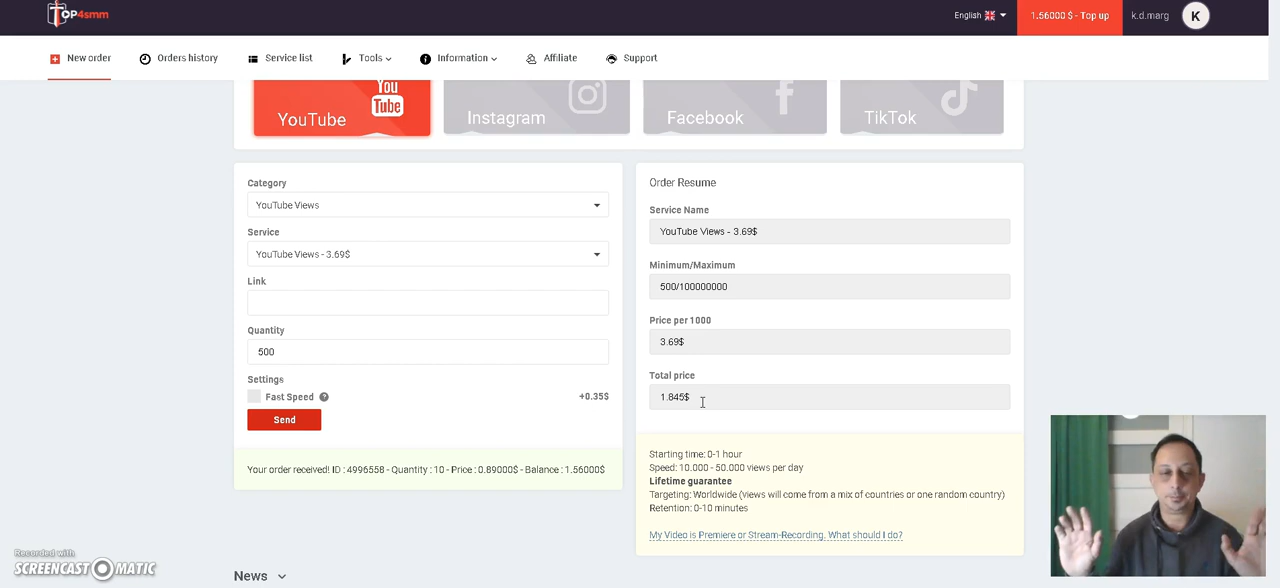 TOP4smm
English
1.56000 $ - Top up
k.d.marg
K
New order
Orders history
Service list
Tools
Information
Affiliate
Support
YouTube
You
Tube
Instagram
Facebook
TikTok
Category
YouTube Views
Service
YouTube Views - 3.69$
Link
Quantity
500
Settings
Fast Speed ?
+0.35$
Send
Your order received! ID : 4996558 - Quantity : 10 - Price : 0.89000$ - Balance : 1.56000$
Order Resume
Service Name
YouTube Views - 3.69$
Minimum/Maximum
500/100000000
Price per 1000
3.69$
Total price
1.845$
Starting time: 0-1 hour
Speed: 10.000 - 50.000 views per day
Lifetime guarantee
Targeting: Worldwide (views will come from a mix of countries or one random country)
Retention: 0-10 minutes
My Video is Premiere or Stream-Recording. What should I do?
News
Recorded with
SCREENCAST MATIC